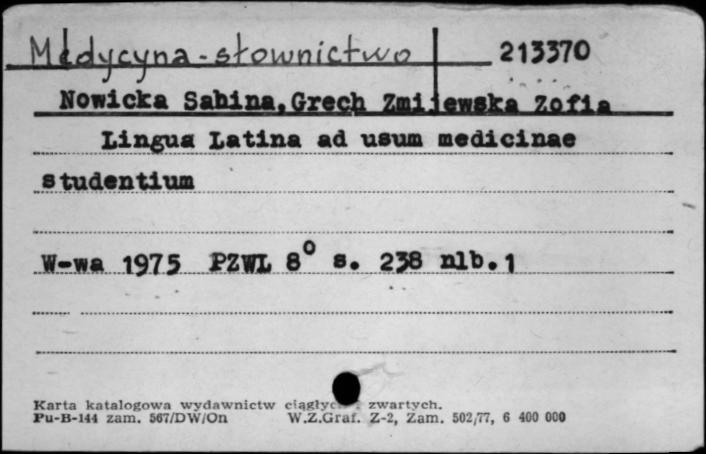 Medycyna - słownictwo 213370
Nowicka Sabina, Grech Zmijewska Zofia
Lingua Latina ad usum medicinae
studentium
W-wa 1975 PZWL 8° s. 238 nlb. 1
Karta katalogowa wydawnictw zwartych.
Pu-B-144 zam. 567/DW/On W.Z.Graf. Z-2, Zam. 502/77, 6 400 000